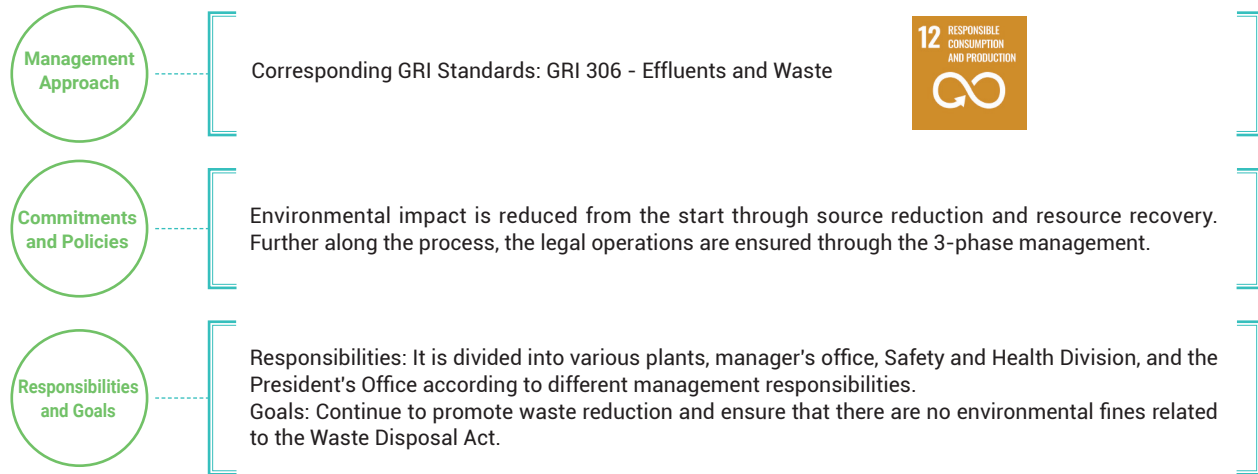 Management
Approach
Corresponding GRI Standards: GRI 306 - Effluents and Waste
12 RESPONSIBLE
CONSUMPTION
AND PRODUCTION
Commitments
and Policies
Environmental impact is reduced from the start through source reduction and resource recovery.
Further along the process, the legal operations are ensured through the 3-phase management.
Responsibilities
and Goals
Responsibilities: It is divided into various plants, manager's office, Safety and Health Division, and the
President's Office according to different management responsibilities.
Goals: Continue to promote waste reduction and ensure that there are no environmental fines related
to the Waste Disposal Act.